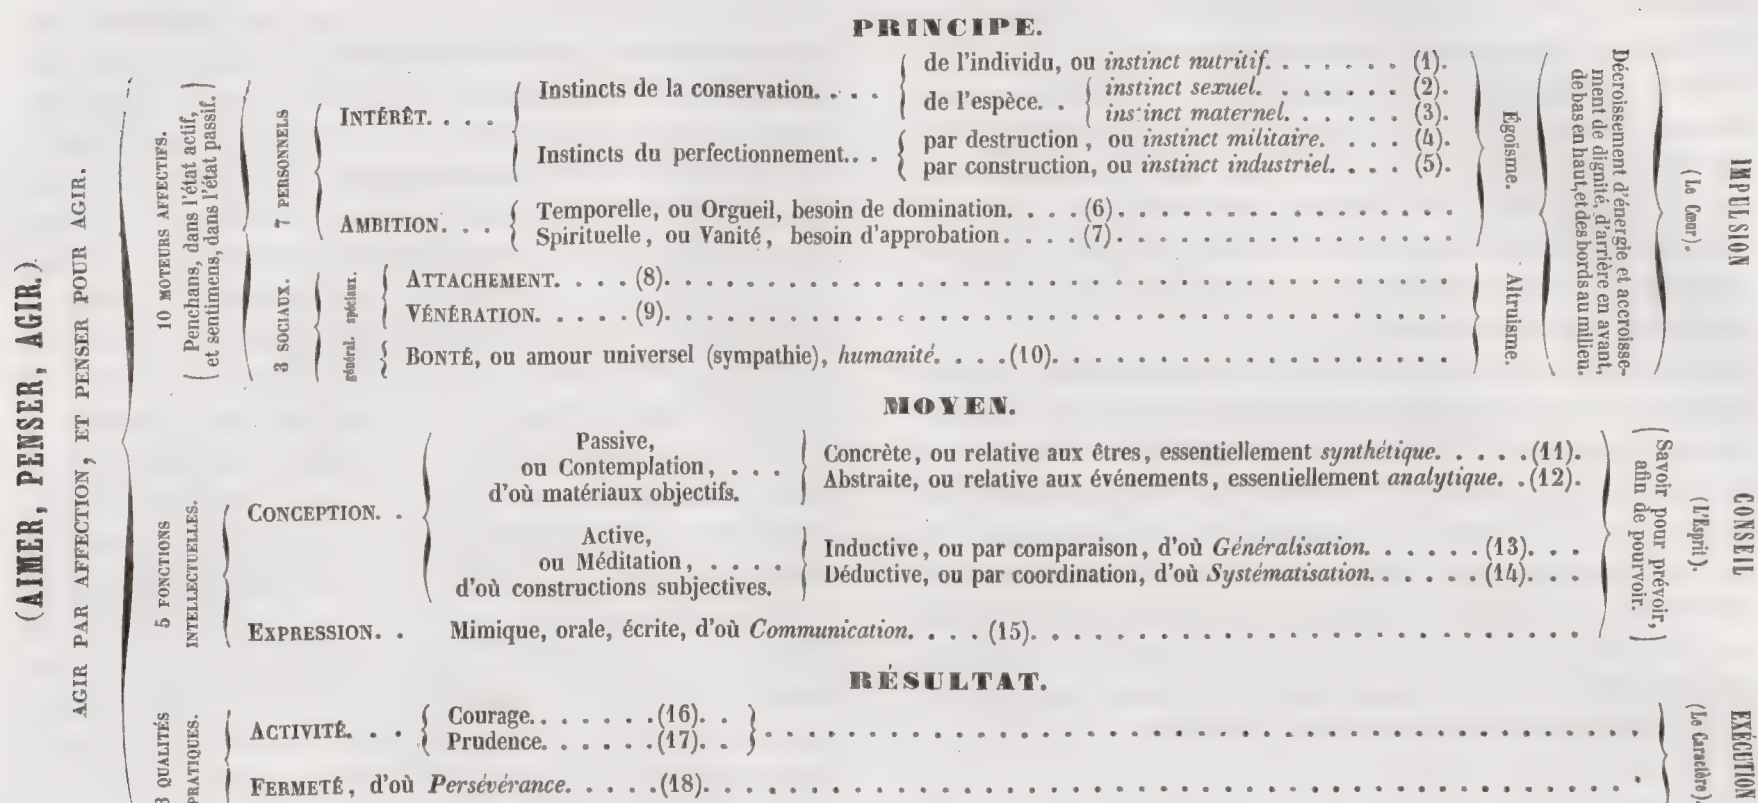 (AIMER, PENSER, AGIR.)
AGIR PAR AFFECTION, ET PENSER POUR AGIR.
PRINCIPE.
10 MOTEURS AFFECTIFS.
(Penchans, dans l'état actif,
et sentimens, dans l'état passif.)
7 PERSONNELS
INTÉRÊT. . . .
Instincts de la conservation. . . .
de l'individu, ou instinct nutritif. . . . . . . (1).
de l'espèce. .
instinct sexuel. . . . . . . (2).
instinct maternel. . . . . . (3).
Instincts du perfectionnement.. .
par destruction, ou instinct militaire. . . . (4).
par construction, ou instinct industriel. . . . (5).
AMBITION. . .
Temporelle, ou Orgueil, besoin de domination. . . . (6). . . . . . . . . . . . . .
Spirituelle, ou Vanité, besoin d'approbation. . . . (7). . . . . . . . . . . . . .
Égoïsme.
3 SOCIAUX.
spéciaux.
ATTACHEMENT. . . . (8). . . . . . . . . . . . . . . . . . . . . . . . . . . . .
VÉNÉRATION. . . . . (9). . . . . . . . . . . . . . . . . . . . . . . . . . . . .
général.
BONTÉ, ou amour universel (sympathie), humanité. . . .(10). . . . . . . . . . . . . . . .
Altruisme.
Décroissement d'énergie et accroisse-
ment de dignité, d'arrière en avant,
de bas en haut, et des bords au milieu.
(Le Cœur).
IMPULSION
MOYEN.
5 FONCTIONS
INTELLECTUELLES.
CONCEPTION. .
Passive,
ou Contemplation, . . .
d'où matériaux objectifs.
Concrète, ou relative aux êtres, essentiellement synthétique. . . . .(11).
Abstraite, ou relative aux événements, essentiellement analytique. .(12).
Active,
ou Méditation, . . . .
d'où constructions subjectives.
Inductive, ou par comparaison, d'où Généralisation. . . . . . (13). . .
Déductive, ou par coordination, d'où Systématisation. . . . . (14). . .
EXPRESSION. .
Mimique, orale, écrite, d'où Communication. . . . (15). . . . . . . . . . . . . . . . . . . . . .
(Savoir pour prévoir,
afin de pourvoir.)
(L'Esprit).
CONSEIL
RÉSULTAT.
3 QUALITÉS
PRATIQUES.
ACTIVITÉ. . .
Courage. . . . . . .(16). .
Prudence. . . . . .(17). .
FERMETÉ, d'où Persévérance. . . . .(18). . . . . . . . . . . . . . . . . . . . . . . . . . . . . . . . .
(Le Caractère).
EXÉCUTION